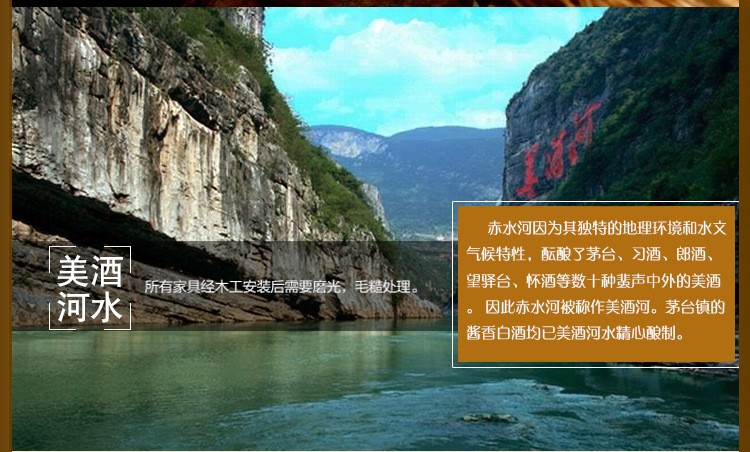 美酒河
赤水河因为其独特的地理环境和水文
气候特性，酝酿了茅台、习酒、郎酒、
望驿台、怀酒等数十种蜚声中外的美酒
。因此赤水河被称作美酒河。茅台镇的
酱香白酒均已美酒河水精心酿制。
美酒
河水
所有家具经木工安装后需要磨光，毛糙处理。